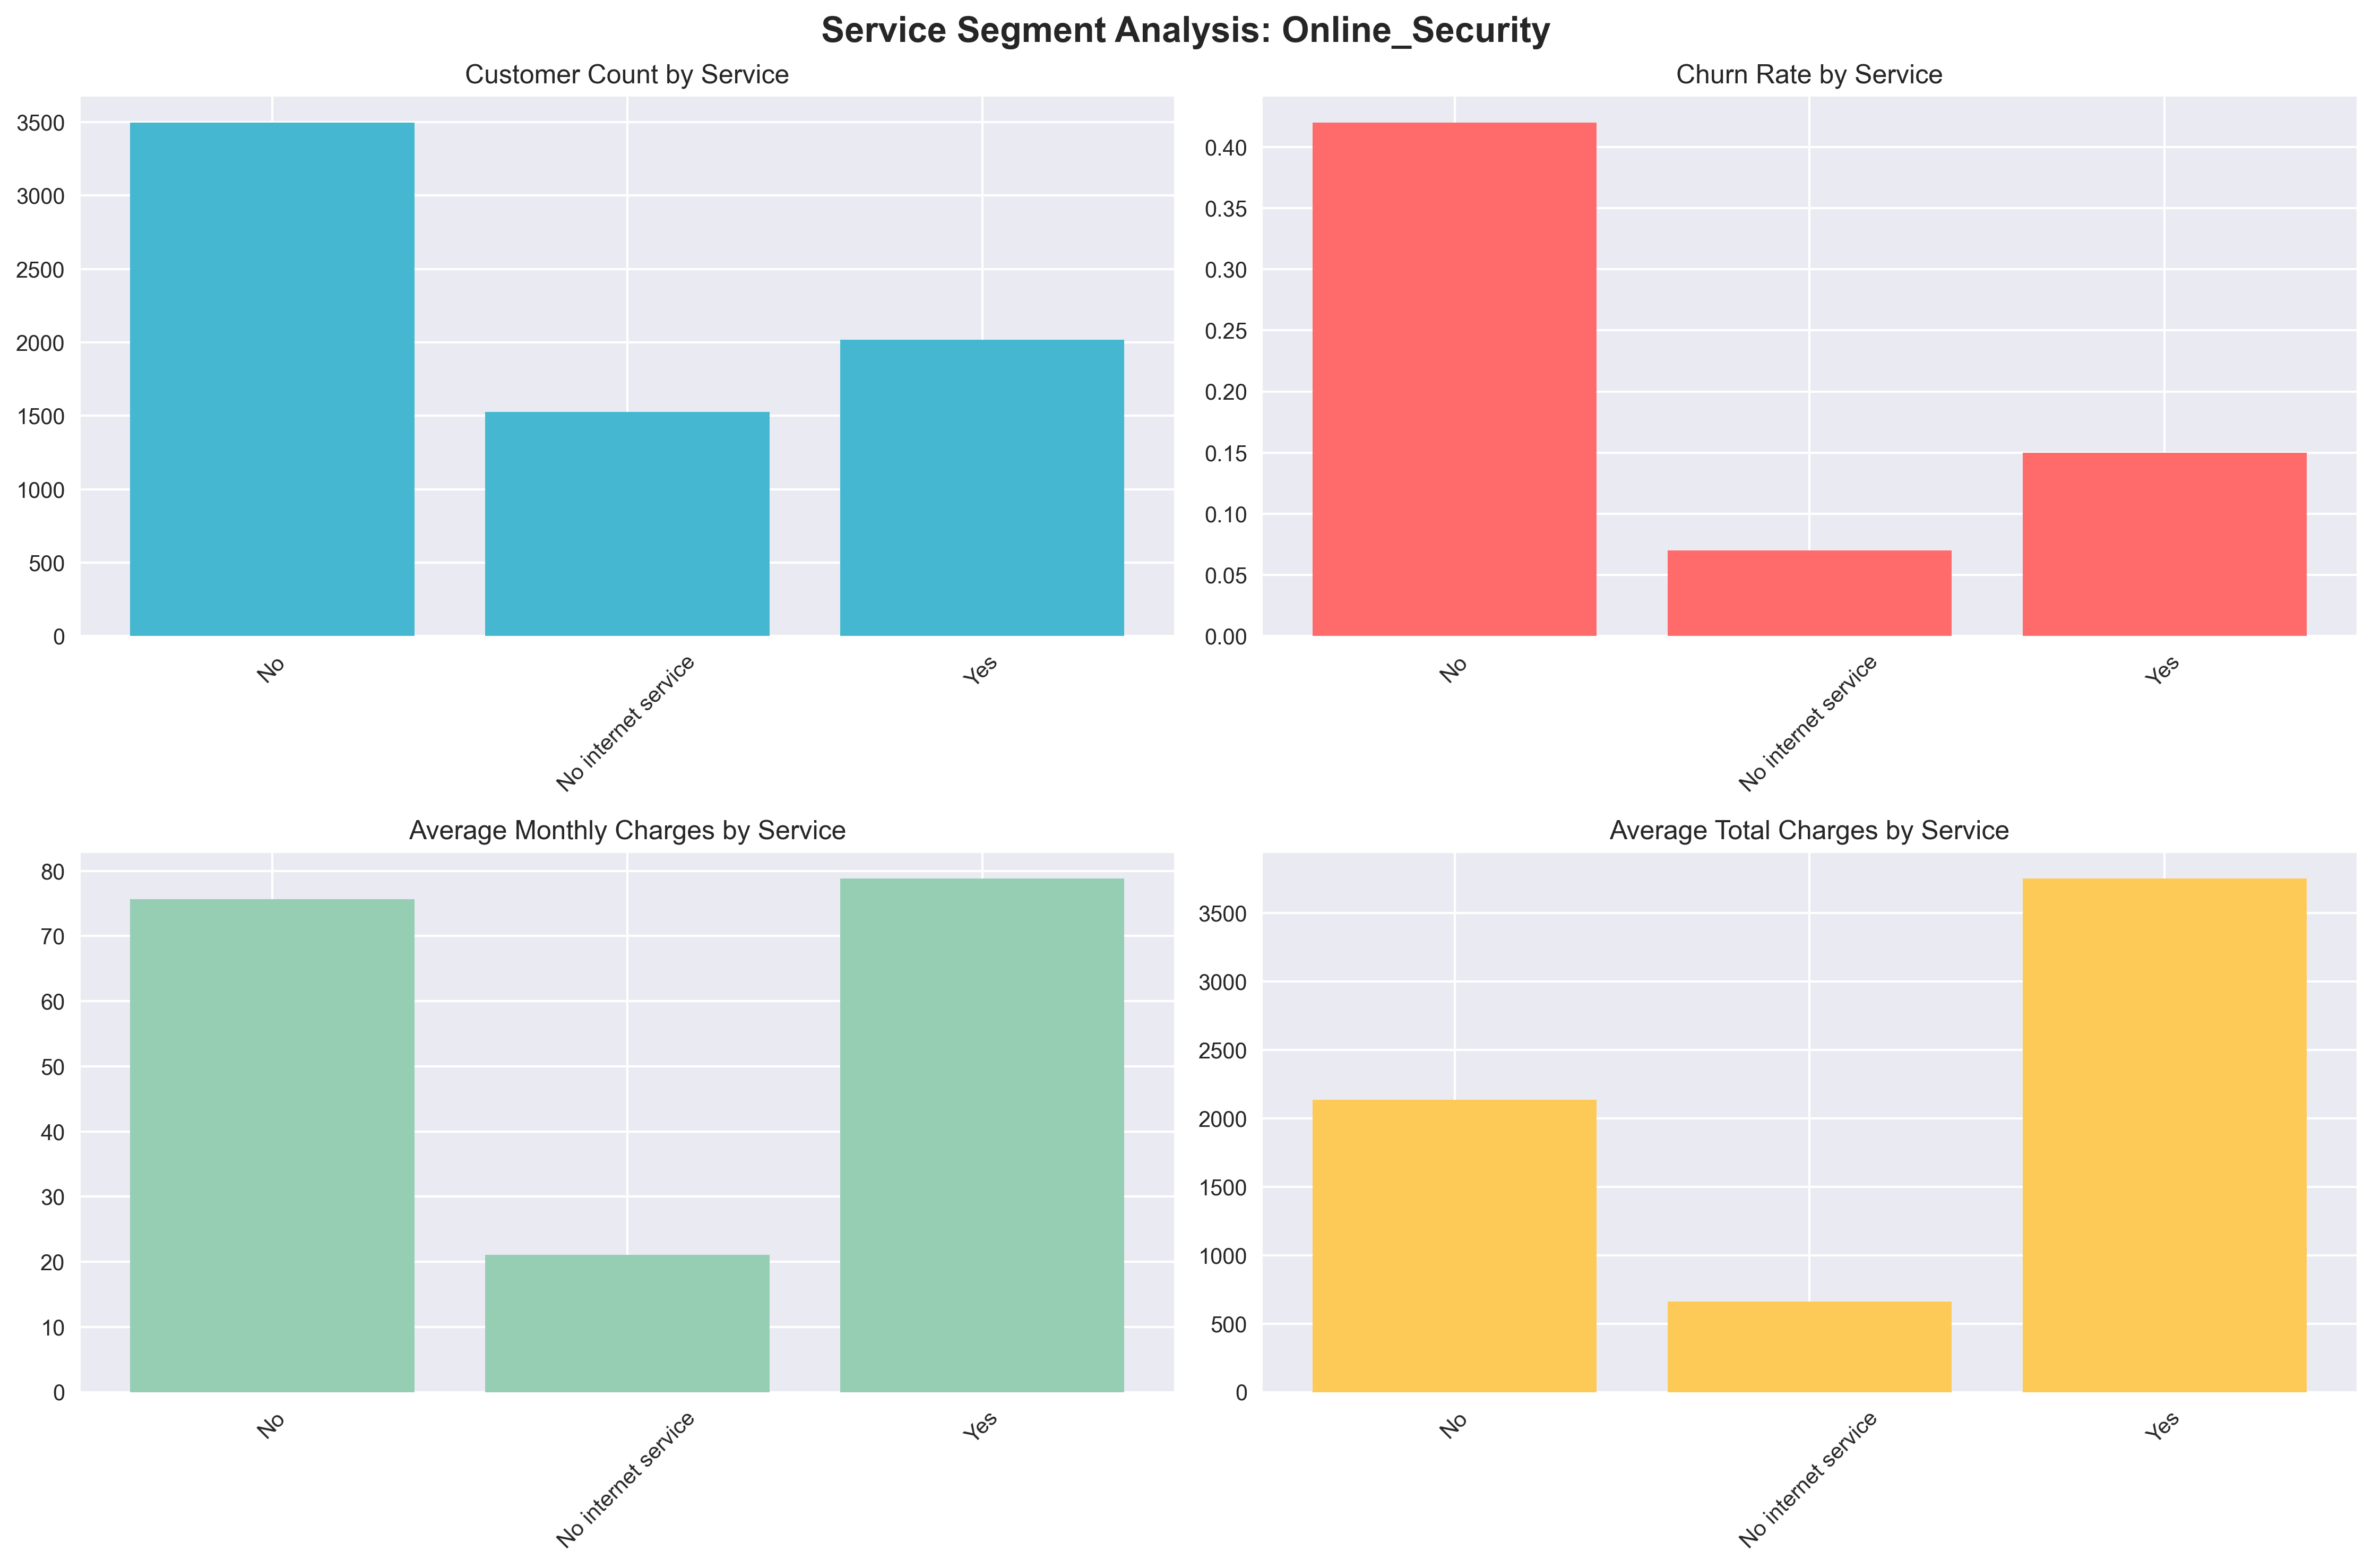 Service Segment Analysis: Online_Security
Customer Count by Service
3500
3000
2500
2000
1500
1000
500
0
No
No internet service
Yes
Churn Rate by Service
0.40
0.35
0.30
0.25
0.20
0.15
0.10
0.05
0.00
No
No internet service
Yes
Average Monthly Charges by Service
80
70
60
50
40
30
20
10
0
No
No internet service
Yes
Average Total Charges by Service
3500
3000
2500
2000
1500
1000
500
0
No
No internet service
Yes